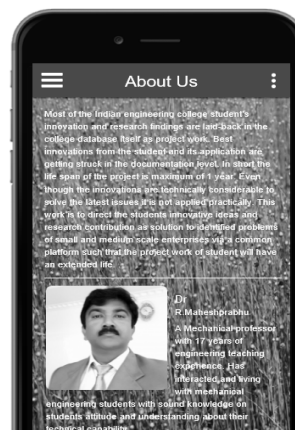 About Us
Most of the Indian engineering college student's
innovation and research findings are laid-back in the
college database itself as project work. Best
innovations from the student and its application are
getting struck in the documentation level. In short the
life span of the project is maximum of 1 year. Even
though the innovations are technically considerable to
solve the latest issues it is not applied practically. This
work is to direct the students innovative ideas and
research contribution as solution to identified problems
of small and medium scale enterprises via a common
platform such that the project work of student will have
an extended life.
Dr
R.Maheshprabhu
A Mechanical professor
with 17 years of
engineering teaching
experience. Has
interacted,and living
with mechanical
engineering students with sound knowledge on
students attitude and understanding about their
technical capability